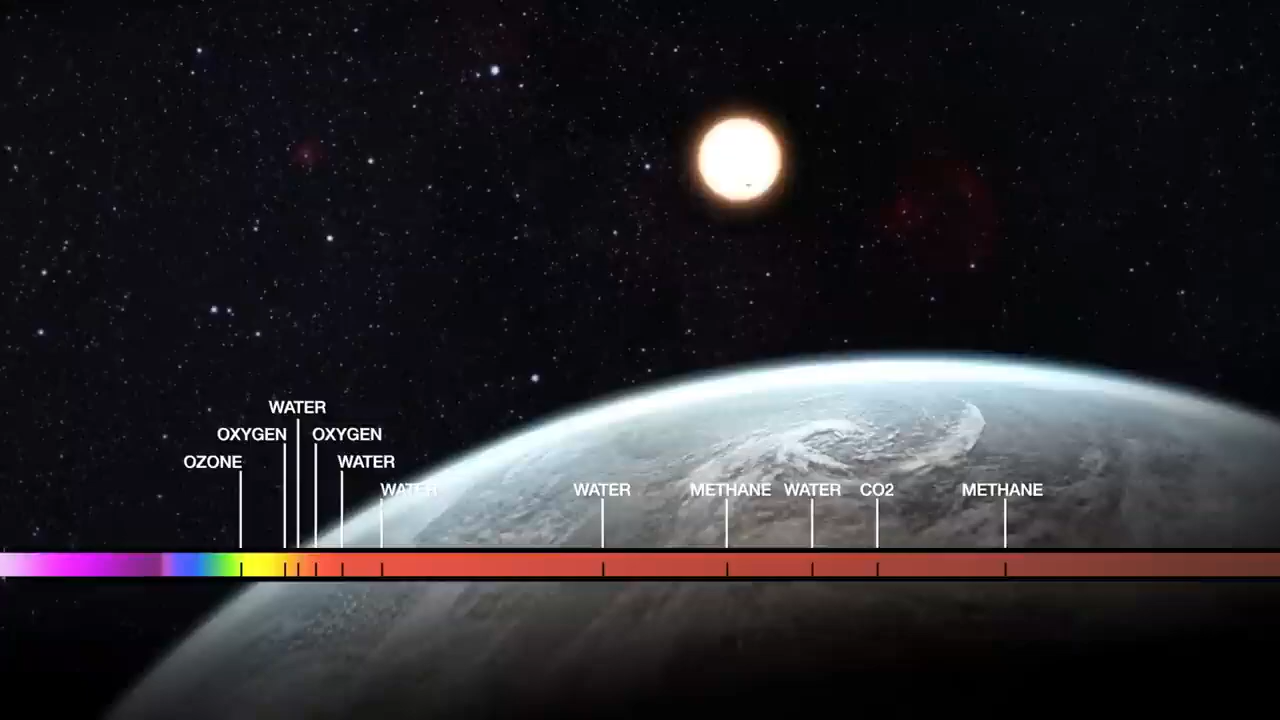 WATER
OXYGEN OXYGEN
OZONE WATER
WATER WATER METHANE WATER CO2 METHANE